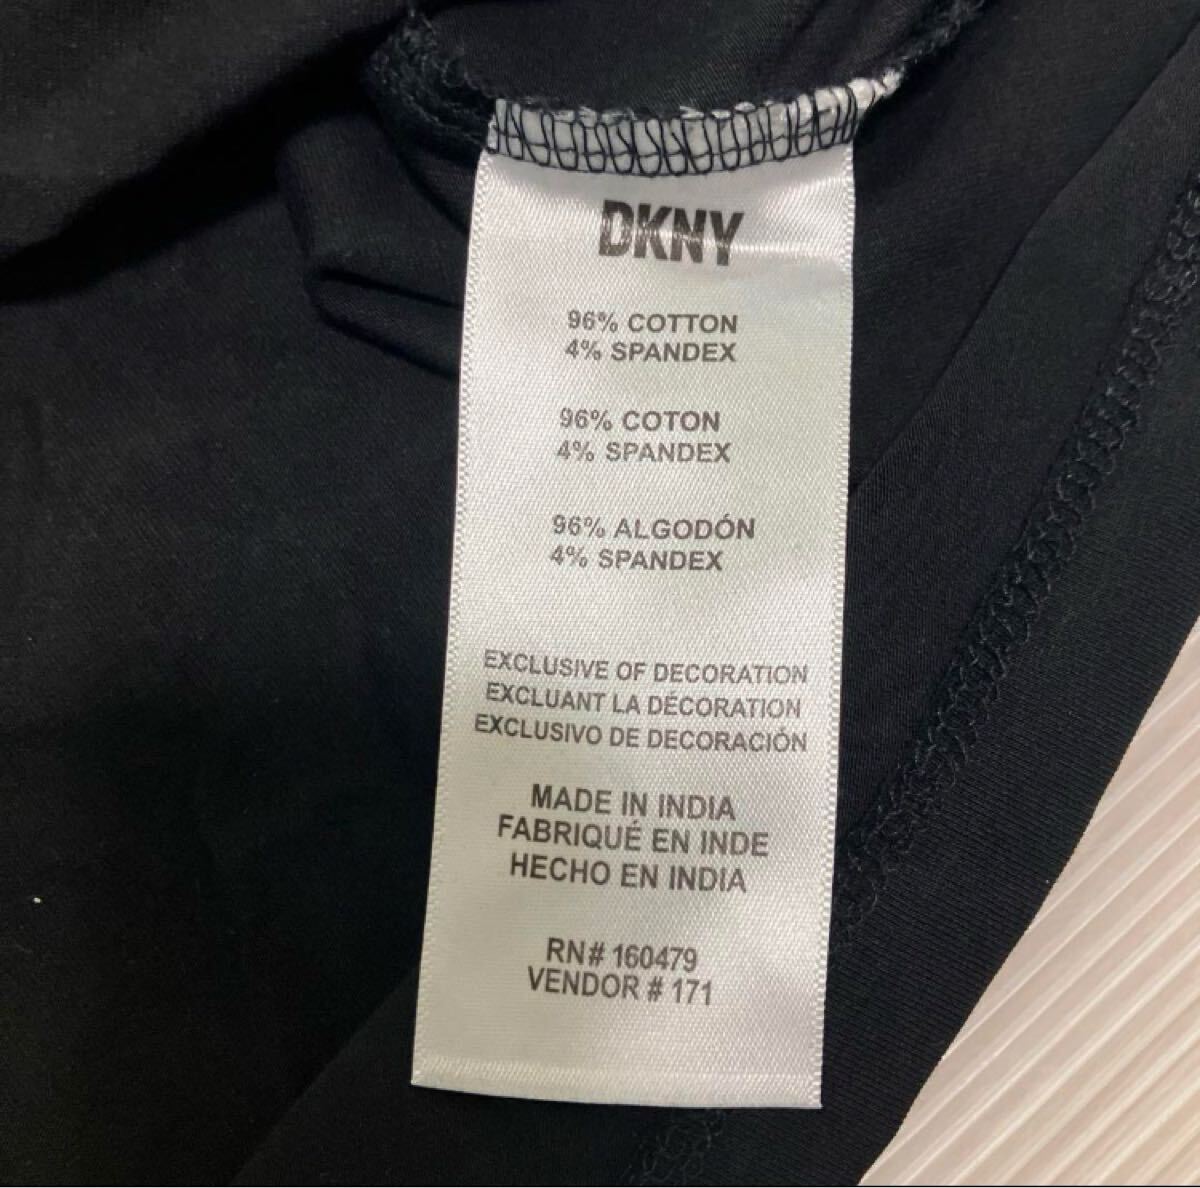 DKNY
96% COTTON
4% SPANDEX
96% COTON
4% SPANDEX
96% ALGODÓN
4% SPANDEX
EXCLUSIVE OF DECORATION
EXCLUANT LA DÉCORATION
EXCLUSIVO DE DECORACIÓN
MADE IN INDIA
FABRIQUÉ EN INDE
HECHO EN INDIA
RN# 160479
VENDOR # 171